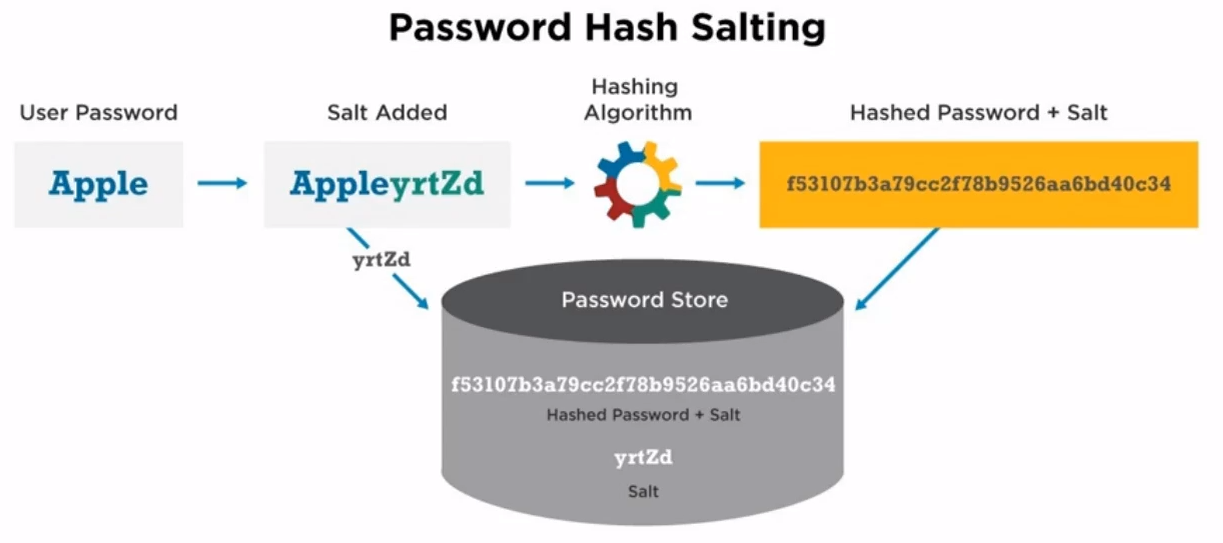 Password Hash Salting
User Password
Salt Added
Hashing
Algorithm
Hashed Password + Salt
Apple
AppleyrtZd
f53107b3a79cc2f78b9526aa6bd40c34
yrtZd
Password Store
f53107b3a79cc2f78b9526aa6bd40c34
Hashed Password + Salt
yrtZd
Salt